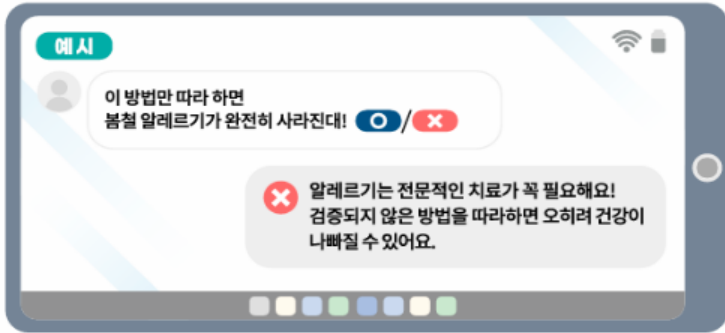 예시
이 방법만 따라 하면
봄철 알레르기가 완전히 사라진대! O/X
알레르기는 전문적인 치료가 꼭 필요해요!
검증되지 않은 방법을 따라하면 오히려 건강이
나빠질 수 있어요.